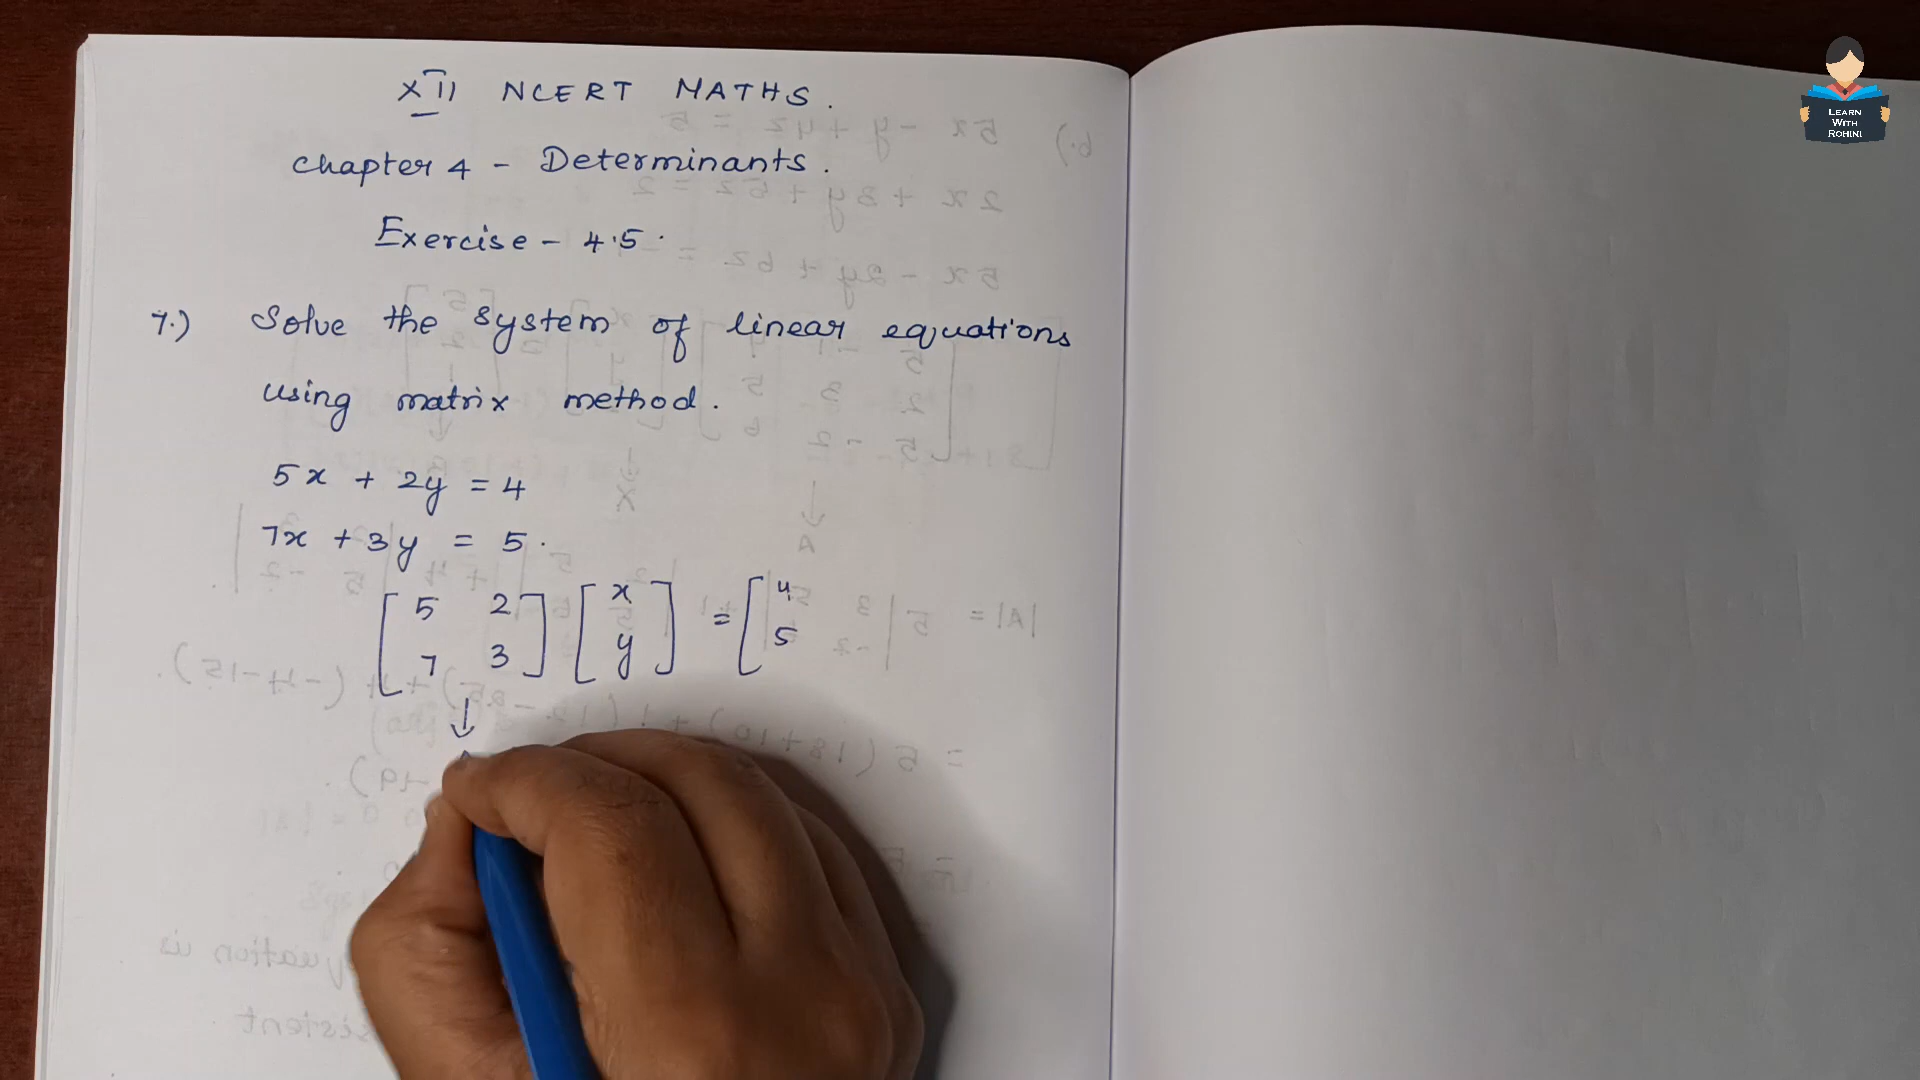 XII NCERT MATHS.
Chapter 4 - Determinants.
Exercise - 4.5.
7.) Solve the system of linear equations
using matrix method.
5x + 2y = 4
7x + 3y = 5.
[5 2] [x] = [4
[7 3] [y] [5
↓
LEARN
WITH
ROHINI